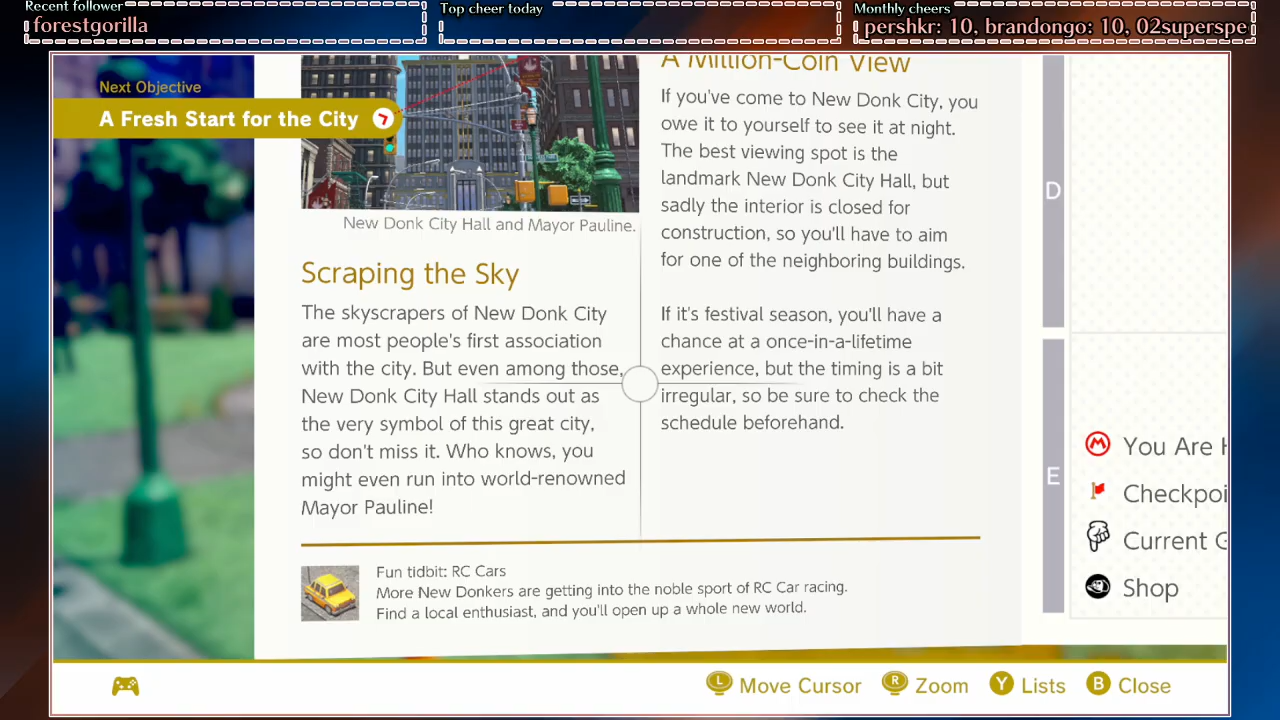 Recent follower
forestgorilla
Top cheer today
Monthly cheers
pershkr: 10, brandongo: 10, 02superspe
Next Objective
A Fresh Start for the City
New Donk City Hall and Mayor Pauline.
Scraping the Sky
The skyscrapers of New Donk City
are most people's first association
with the city. But even among those,
New Donk City Hall stands out as
the very symbol of this great city,
so don't miss it. Who knows, you
might even run into world-renowned
Mayor Pauline!
A Million-Coin View
If you've come to New Donk City, you
owe it to yourself to see it at night.
The best viewing spot is the
landmark New Donk City Hall, but
sadly the interior is closed for
construction, so you'll have to aim
for one of the neighboring buildings.
If it's festival season, you'll have a
chance at a once-in-a-lifetime
experience, but the timing is a bit
irregular, so be sure to check the
schedule beforehand.
Fun tidbit: RC Cars
More New Donkers are getting into the noble sport of RC Car racing.
Find a local enthusiast, and you'll open up a whole new world.
D
E
You Are H
Checkpoi
Current G
Shop
L Move Cursor
R Zoom
Y Lists
B Close